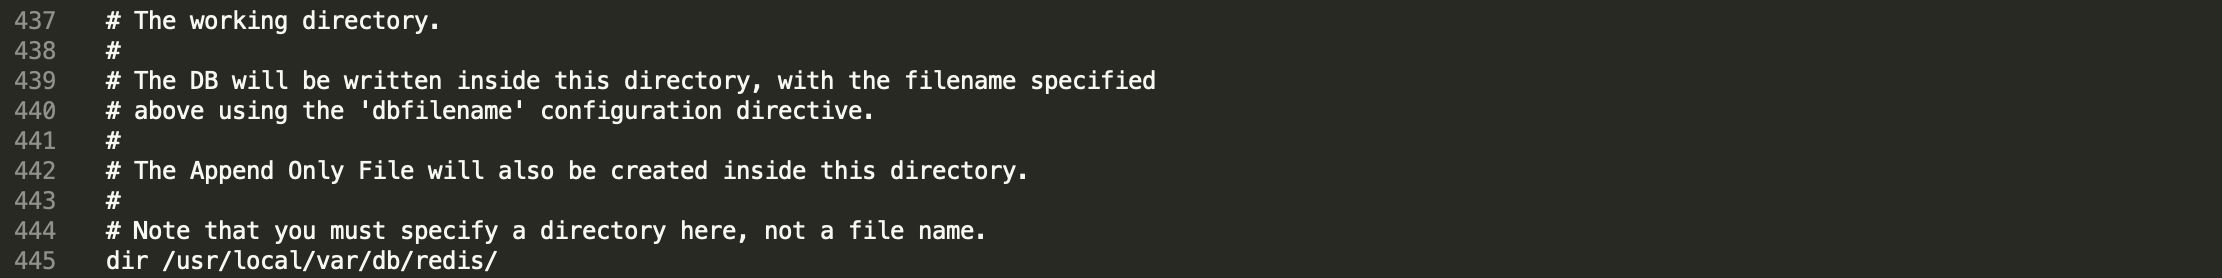 437 # The working directory.
438 #
439 # The DB will be written inside this directory, with the filename specified
440 # above using the 'dbfilename' configuration directive.
441 #
442 # The Append Only File will also be created inside this directory.
443 #
444 # Note that you must specify a directory here, not a file name.
445 dir /usr/local/var/db/redis/